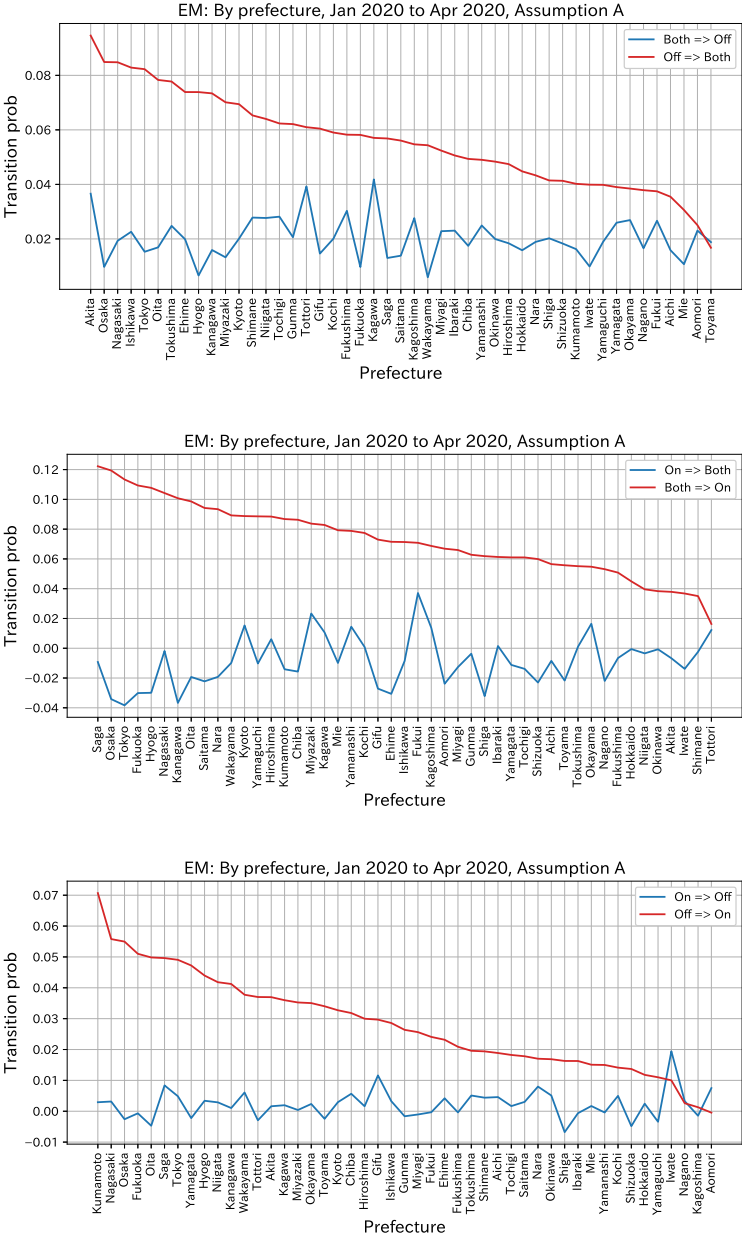 EM: By prefecture, Jan 2020 to Apr 2020, Assumption A
Both => Off
Off => Both
Transition prob
0.08
0.06
0.04
0.02
Akita
Osaka
Nagasaki
Ishikawa
Tokyo
Oita
Tokushima
Ehime
Hyogo
Kanagawa
Miyazaki
Kyoto
Shimane
Niigata
Tochigi
Gunma
Tottori
Gifu
Kochi
Fukushima
Fukuoka
Kagawa
Saga
Saitama
Kagoshima
Wakayama
Miyagi
Ibaraki
Chiba
Yamanashi
Okinawa
Hiroshima
Hokkaido
Nara
Shiga
Shizuoka
Kumamoto
Iwate
Yamaguchi
Yamagata
Okayama
Nagano
Fukui
Aichi
Mie
Aomori
Toyama
Prefecture
EM: By prefecture, Jan 2020 to Apr 2020, Assumption A
On => Both
Both => On
Transition prob
0.12
0.10
0.08
0.06
0.04
0.02
0.00
−0.02
−0.04
Saga
Osaka
Tokyo
Fukuoka
Hyogo
Nagasaki
Kanagawa
Oita
Saitama
Nara
Wakayama
Kyoto
Yamaguchi
Hiroshima
Kumamoto
Chiba
Miyazaki
Kagawa
Mie
Yamanashi
Kochi
Gifu
Ehime
Ishikawa
Fukui
Kagoshima
Aomori
Miyagi
Gunma
Shiga
Ibaraki
Yamagata
Tochigi
Shizuoka
Aichi
Toyama
Tokushima
Okayama
Nagano
Fukushima
Hokkaido
Niigata
Okinawa
Akita
Iwate
Shimane
Tottori
Prefecture
EM: By prefecture, Jan 2020 to Apr 2020, Assumption A
On => Off
Off => On
Transition prob
0.07
0.06
0.05
0.04
0.03
0.02
0.01
0.00
−0.01
Kumamoto
Nagasaki
Osaka
Fukuoka
Oita
Saga
Tokyo
Yamagata
Hyogo
Niigata
Kanagawa
Wakayama
Tottori
Akita
Kagawa
Miyazaki
Okayama
Toyama
Kyoto
Chiba
Hiroshima
Gifu
Ishikawa
Gunma
Miyagi
Fukui
Ehime
Fukushima
Tokushima
Shimane
Aichi
Tochigi
Saitama
Nara
Okinawa
Shiga
Ibaraki
Mie
Yamanashi
Kochi
Shizuoka
Hokkaido
Yamaguchi
Iwate
Nagano
Kagoshima
Aomori
Prefecture